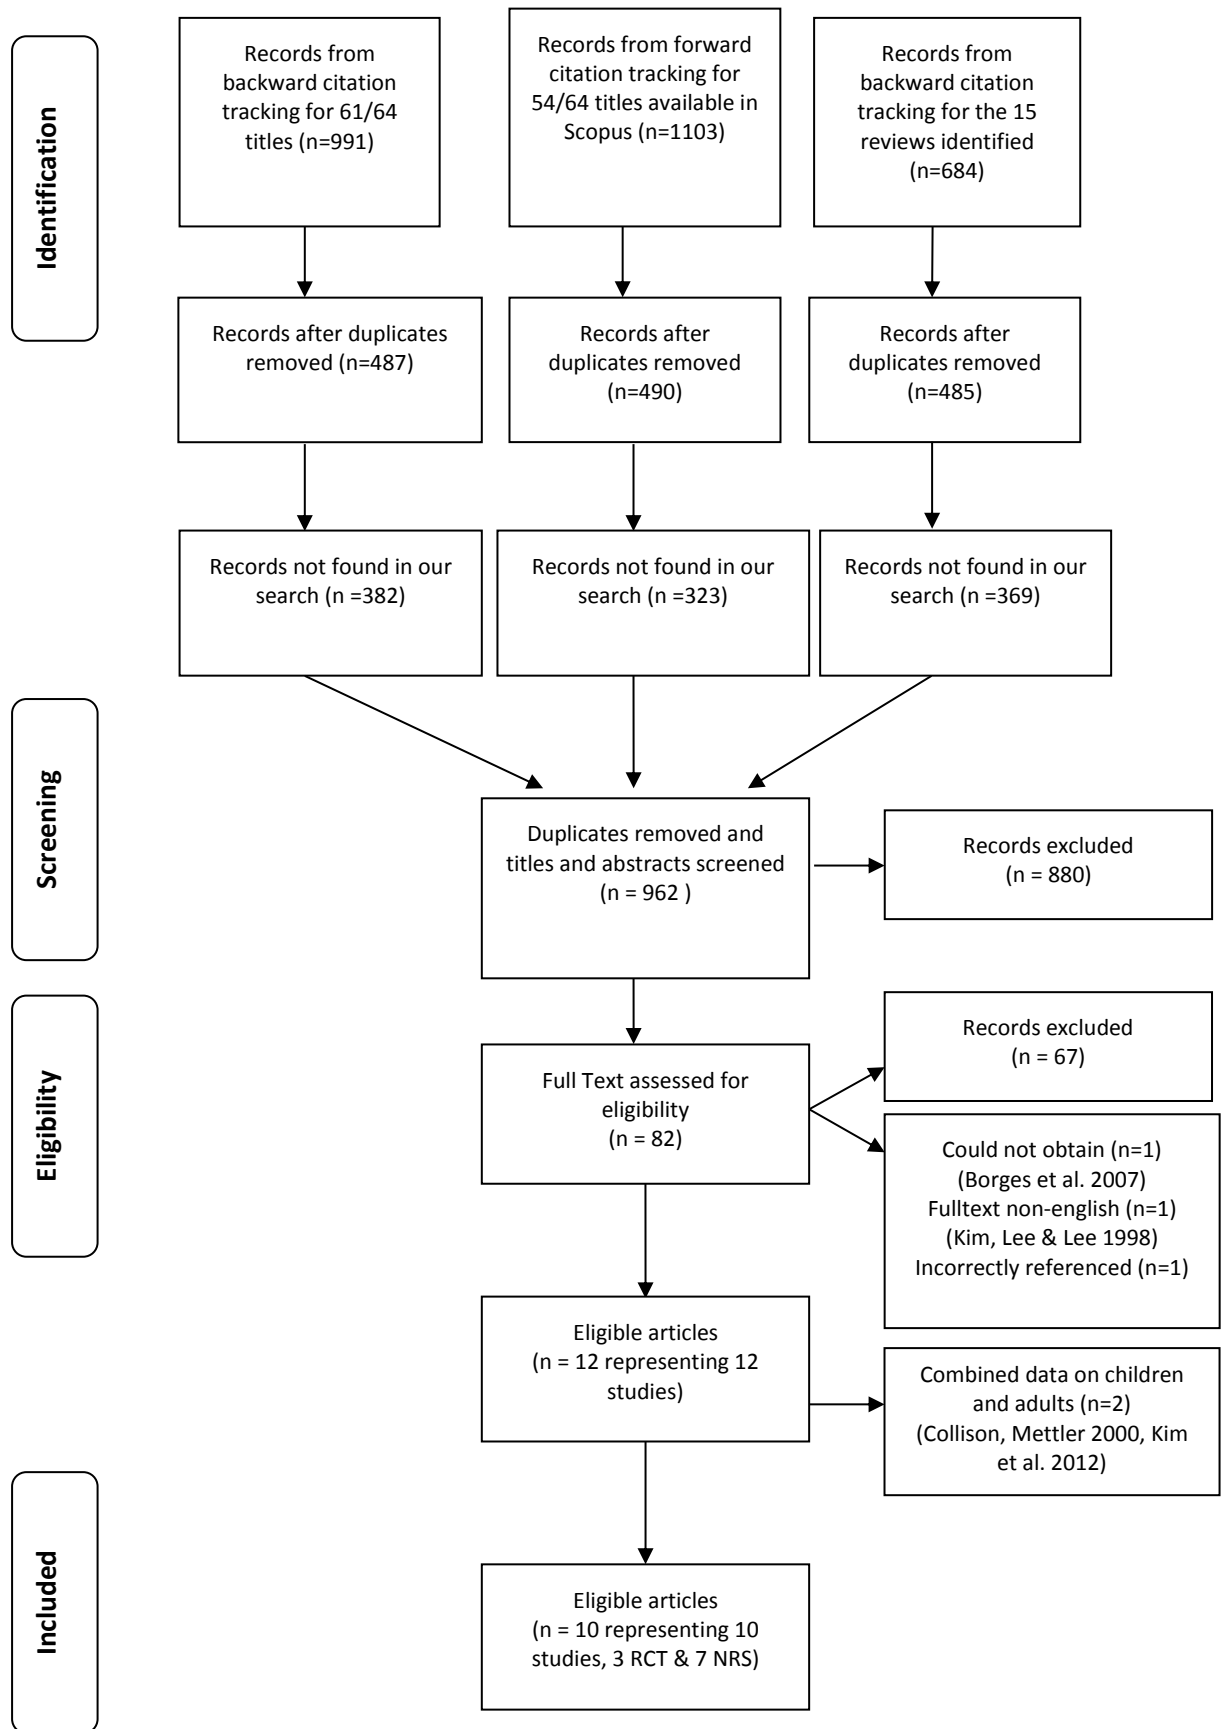 Identification
Records from
backward citation
tracking for 61/64
titles (n=991)
Records from forward
citation tracking for
54/64 titles available in
Scopus (n=1103)
Records from
backward citation
tracking for the 15
reviews identified
(n=684)
Records after duplicates
removed (n=487)
Records after
duplicates removed
(n=490)
Records after
duplicates removed
(n=485)
Records not found in our
search (n =382)
Records not found in our
search (n =323)
Records not found in our
search (n =369)
Screening
Duplicates removed and
titles and abstracts screened
(n = 962 )
Records excluded
(n = 880)
Eligibility
Full Text assessed for
eligibility
(n = 82)
Records excluded
(n = 67)
Could not obtain (n=1)
(Borges et al. 2007)
Fulltext non-english (n=1)
(Kim, Lee & Lee 1998)
Incorrectly referenced (n=1)
Eligible articles
(n = 12 representing 12
studies)
Combined data on children
and adults (n=2)
(Collison, Mettler 2000, Kim
et al. 2012)
Included
Eligible articles
(n = 10 representing 10
studies, 3 RCT & 7 NRS)